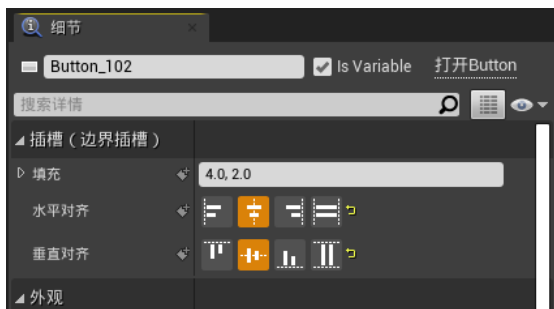 细节
Button_102
Is Variable
打开Button
搜索详情
插槽（边界插槽）
填充
4.0, 2.0
水平对齐
垂直对齐
外观